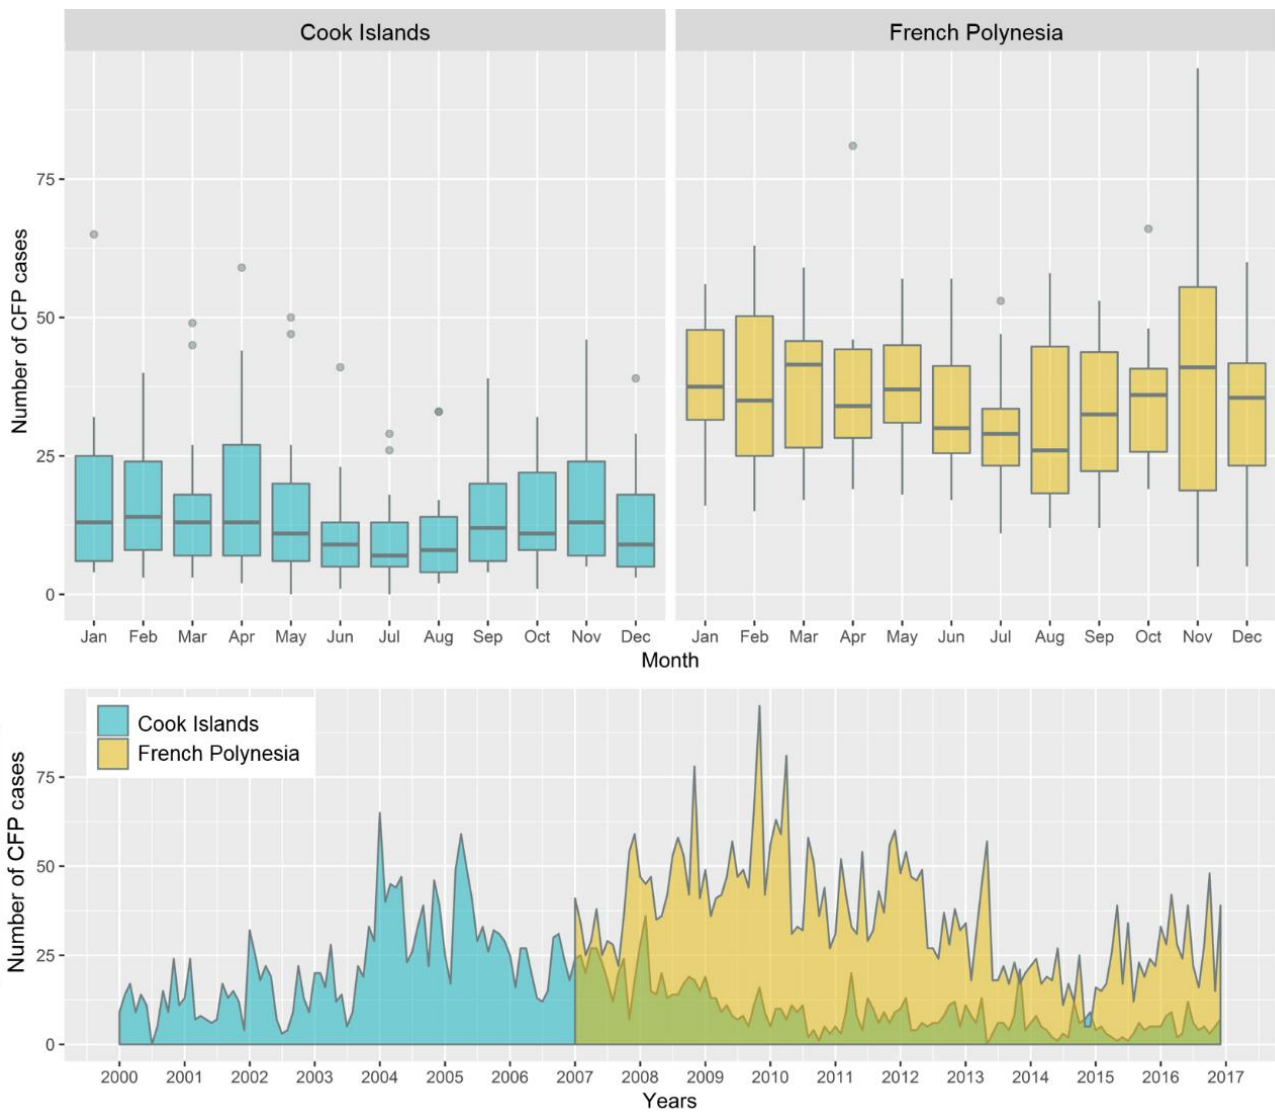 Cook Islands
French Polynesia
Number of CFP cases
75
50
25
0
Jan Feb Mar Apr May Jun Jul Aug Sep Oct Nov Dec
Jan Feb Mar Apr May Jun Jul Aug Sep Oct Nov Dec
Month
Cook Islands
French Polynesia
Number of CFP cases
75
50
25
0
2000 2001 2002 2003 2004 2005 2006 2007 2008 2009 2010 2011 2012 2013 2014 2015 2016 2017
Years